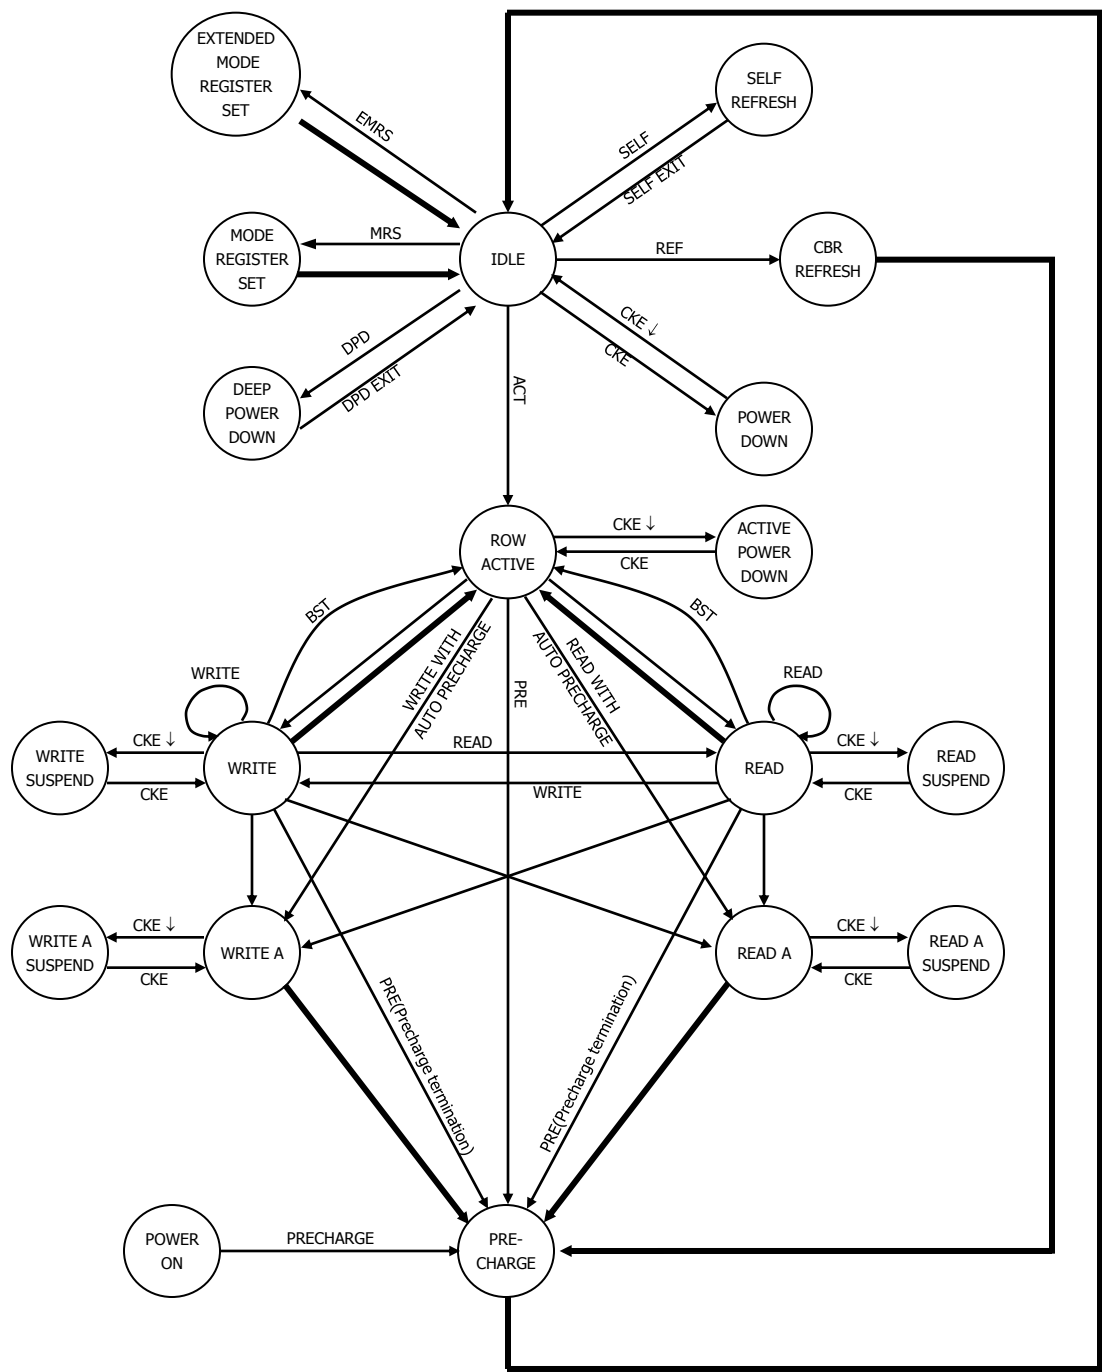 EXTENDED
MODE
REGISTER
SET
SELF
REFRESH
EMRS
SELF
SELF EXIT
MODE
REGISTER
SET
MRS
IDLE
REF
CBR
REFRESH
DPD
DPD EXIT
CKE ↓
CKE
DEEP
POWER
DOWN
ACT
POWER
DOWN
ROW
ACTIVE
CKE ↓
CKE
ACTIVE
POWER
DOWN
BST
BST
WRITE WITH
AUTO PRECHARGE
PRE
READ WITH
AUTO PRECHARGE
WRITE
READ
WRITE
SUSPEND
CKE ↓
CKE
WRITE
READ
WRITE
READ
CKE ↓
CKE
READ
SUSPEND
WRITE A
SUSPEND
CKE ↓
CKE
WRITE A
READ A
CKE ↓
CKE
READ A
SUSPEND
PRE(Precharge termination)
PRE(Precharge termination)
POWER
ON
PRECHARGE
PRE-
CHARGE